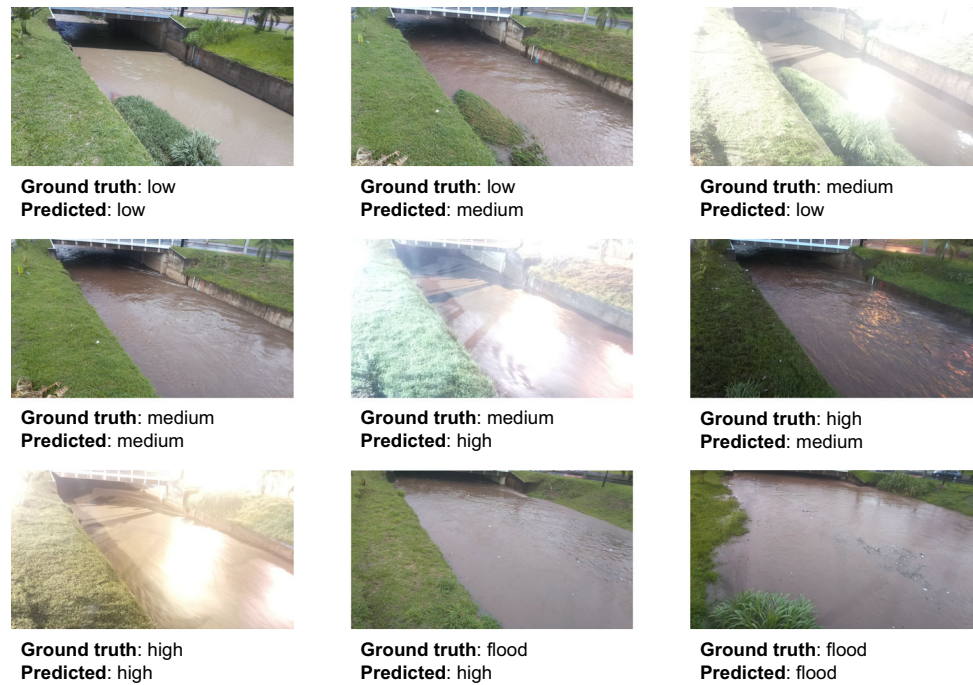 Ground truth: low
Predicted: low
Ground truth: low
Predicted: medium
Ground truth: medium
Predicted: low
Ground truth: medium
Predicted: medium
Ground truth: medium
Predicted: high
Ground truth: high
Predicted: medium
Ground truth: high
Predicted: high
Ground truth: flood
Predicted: high
Ground truth: flood
Predicted: flood